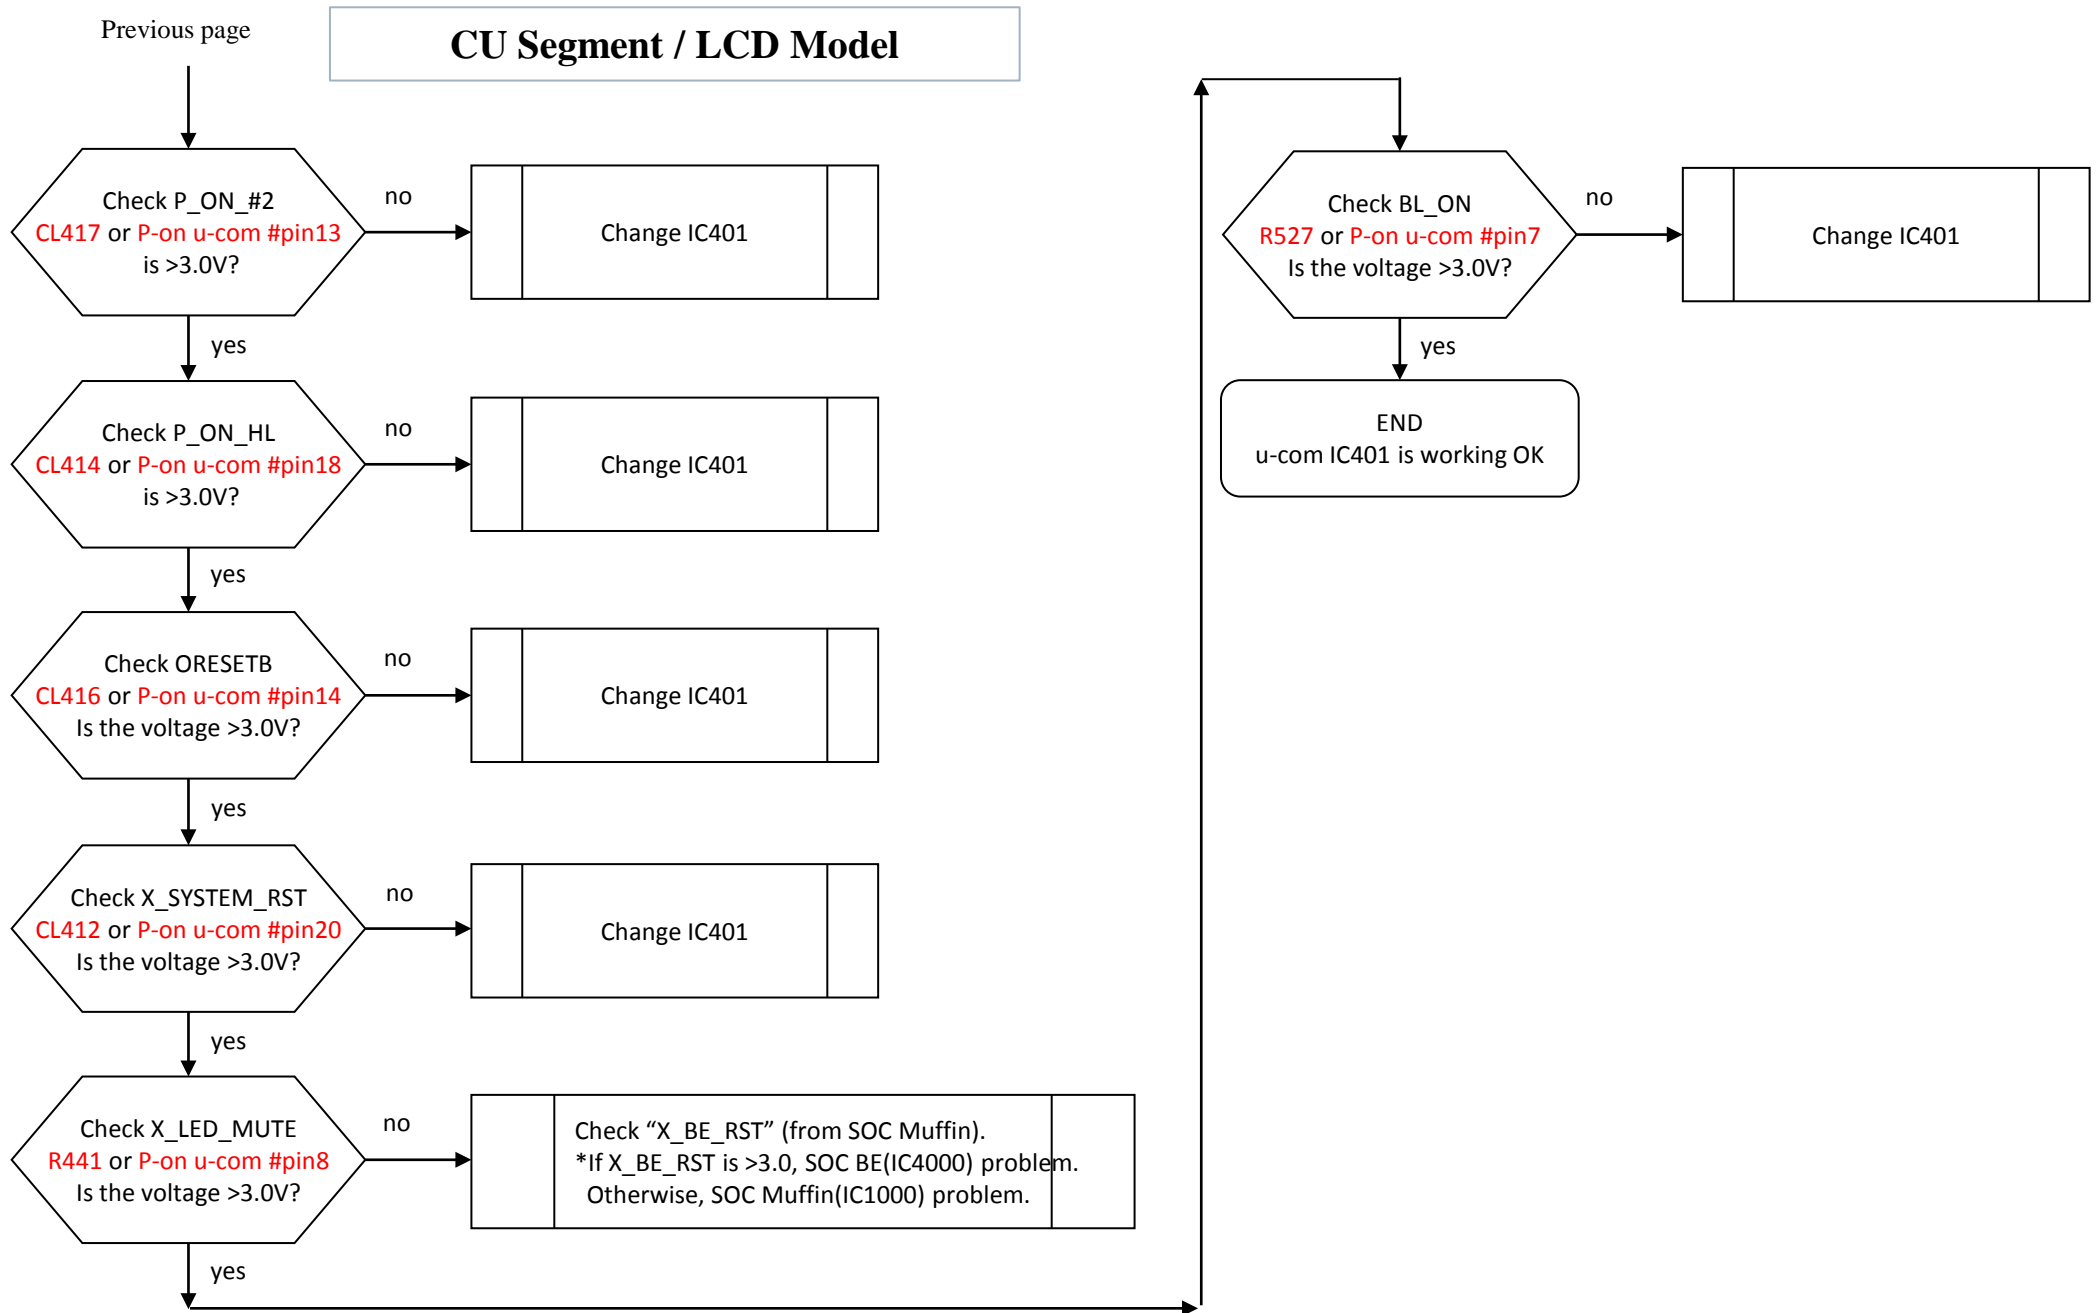 Previous page
CU Segment / LCD Model
Check P_ON_#2
CL417 or P-on u-com #pin13
is >3.0V?
no
Change IC401
yes
Check P_ON_HL
CL414 or P-on u-com #pin18
is >3.0V?
no
Change IC401
yes
Check ORESETB
CL416 or P-on u-com #pin14
Is the voltage >3.0V?
no
Change IC401
yes
Check X_SYSTEM_RST
CL412 or P-on u-com #pin20
Is the voltage >3.0V?
no
Change IC401
yes
Check X_LED_MUTE
R441 or P-on u-com #pin8
Is the voltage >3.0V?
no
Check “X_BE_RST” (from SOC Muffin).
*If X_BE_RST is >3.0, SOC BE(IC4000) problem.
Otherwise, SOC Muffin(IC1000) problem.
yes
Check BL_ON
R527 or P-on u-com #pin7
Is the voltage >3.0V?
no
Change IC401
yes
END
u-com IC401 is working OK